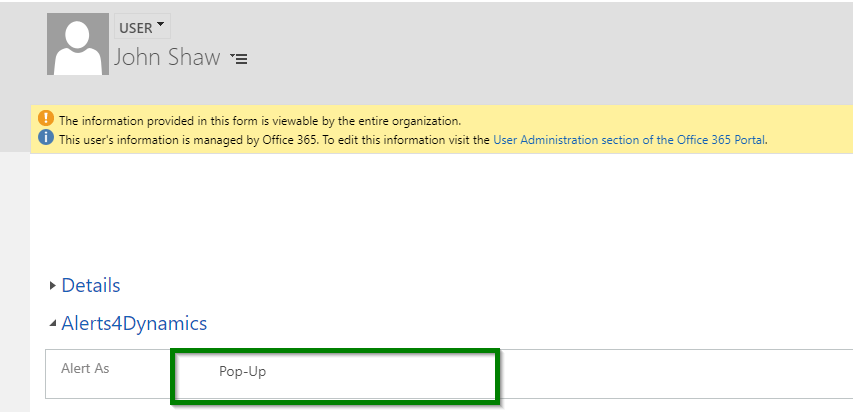 USER
John Shaw
The information provided in this form is viewable by the entire organization.
This user's information is managed by Office 365. To edit this information visit the User Administration section of the Office 365 Portal.
Details
Alerts4Dynamics
Alert As Pop-Up